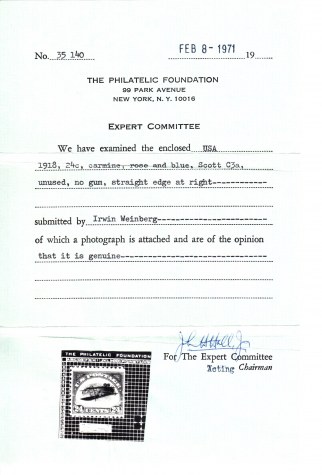 No. 35 140
FEB 8 - 1971 19
THE PHILATELIC FOUNDATION
99 PARK AVENUE
NEW YORK, N. Y. 10016
EXPERT COMMITTEE
We have examined the enclosed USA
1918, 24c, carmine, rose and blue, Scott C3a,
unused, no gum, straight edge at right
submitted by Irwin Weinberg
of which a photograph is attached and are of the opinion
that it is genuine
For The Expert Committee
Acting Chairman
THE PHILATELIC FOUNDATION